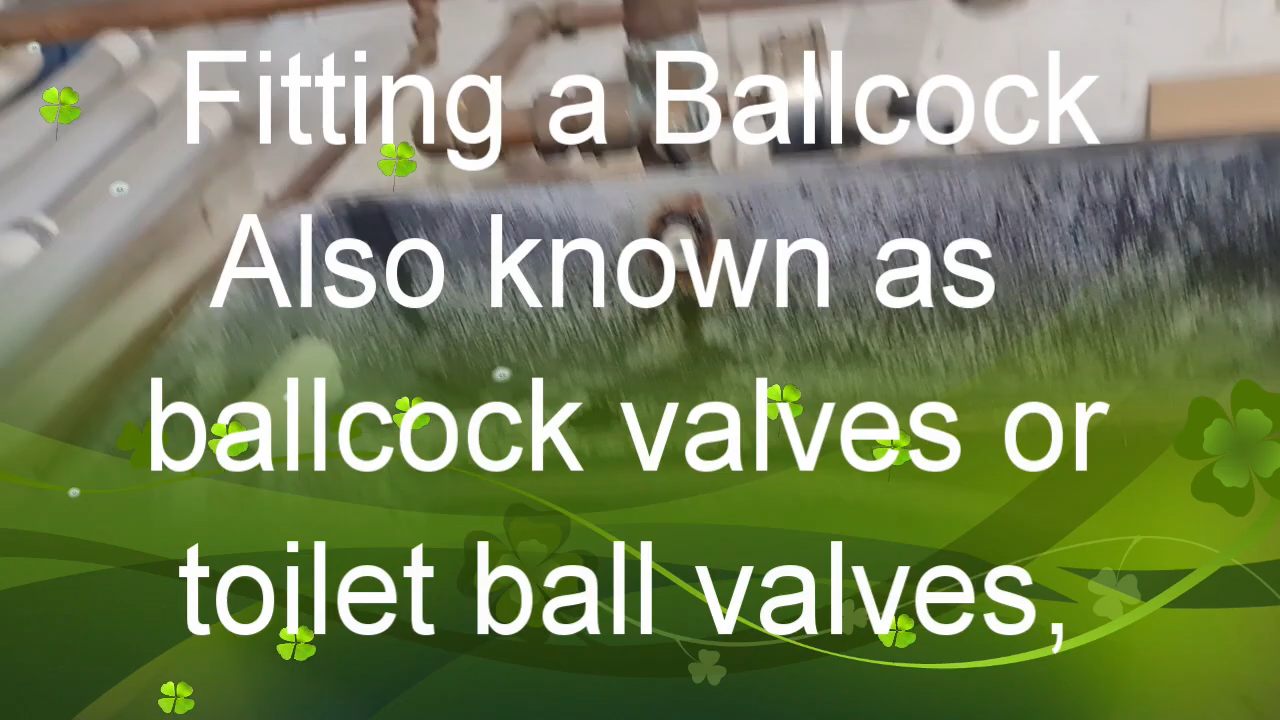 Fitting a Ballcock
Also known as
ballcock valves or
toilet ball valves,